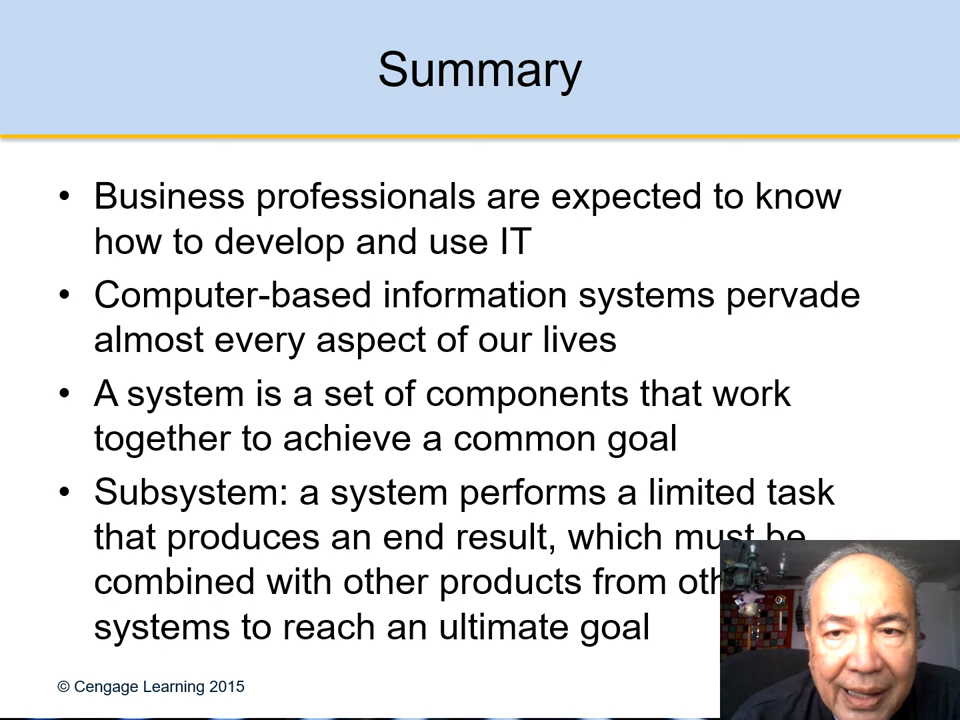 Summary
• Business professionals are expected to know
how to develop and use IT
• Computer-based information systems pervade
almost every aspect of our lives
• A system is a set of components that work
together to achieve a common goal
• Subsystem: a system performs a limited task
that produces an end result, which must be
combined with other products from
systems to reach an ultimate goal
© Cengage Learning 2015